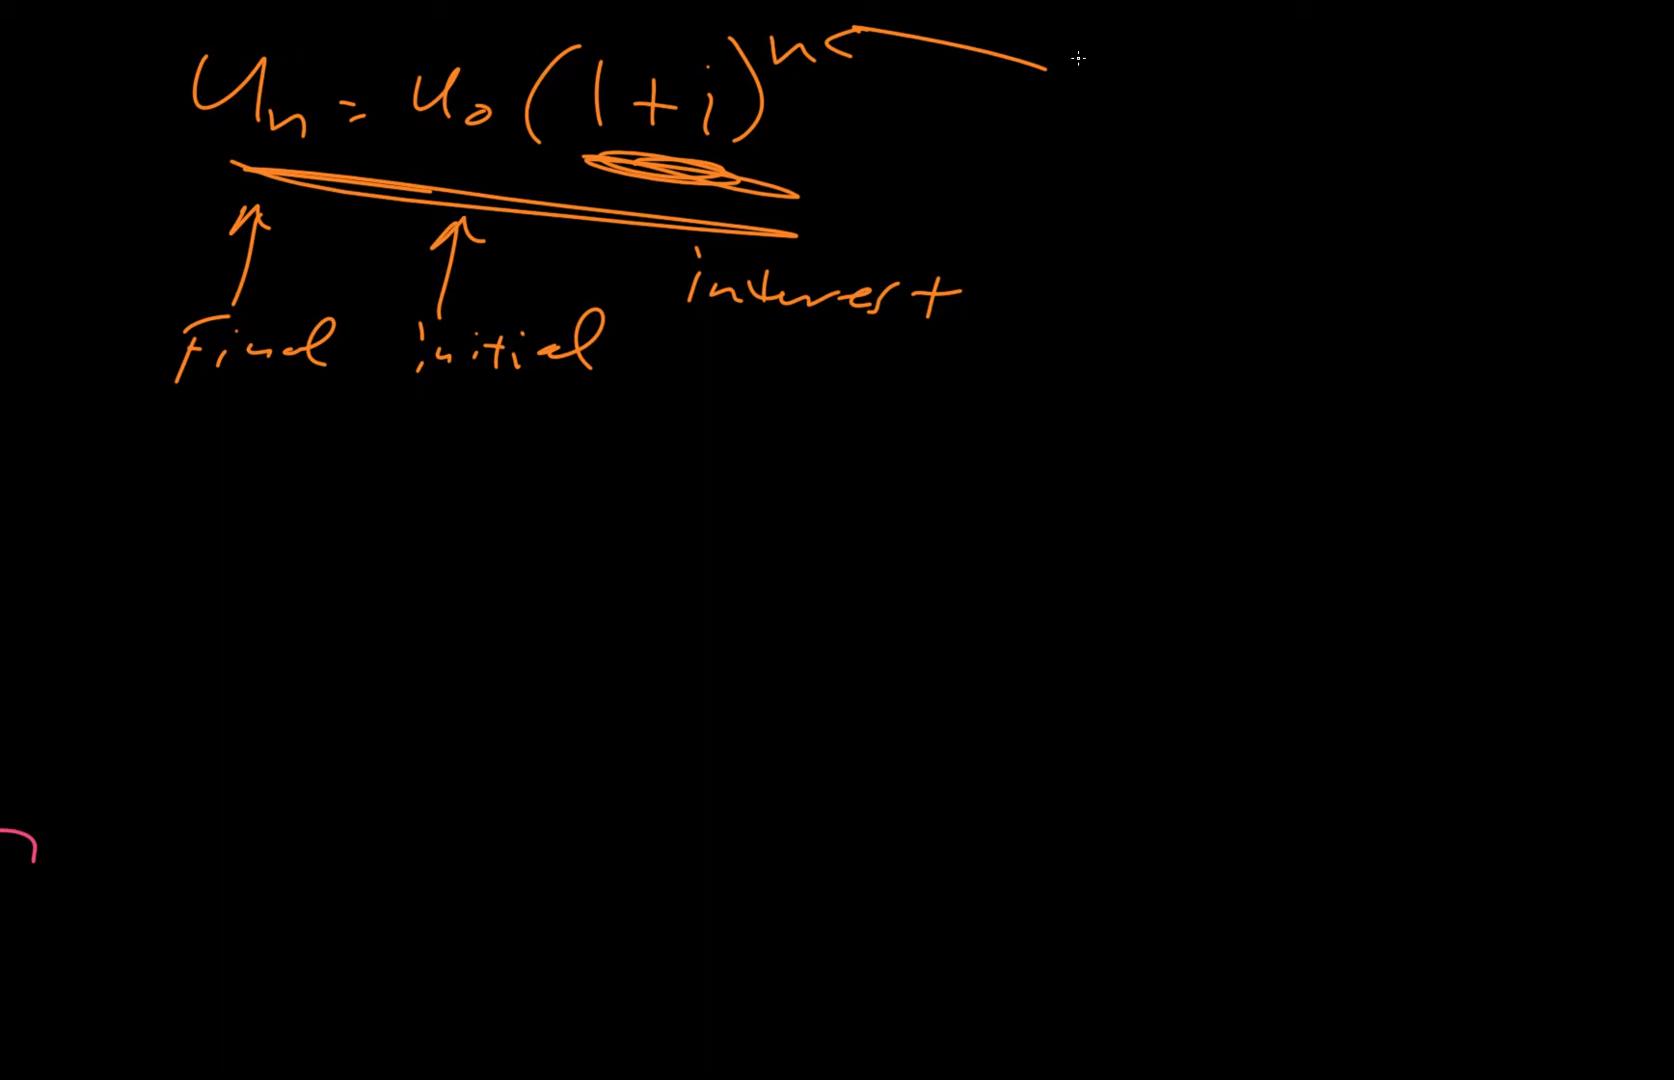 Un = u0 (1 + i)^n
interest
Final initial